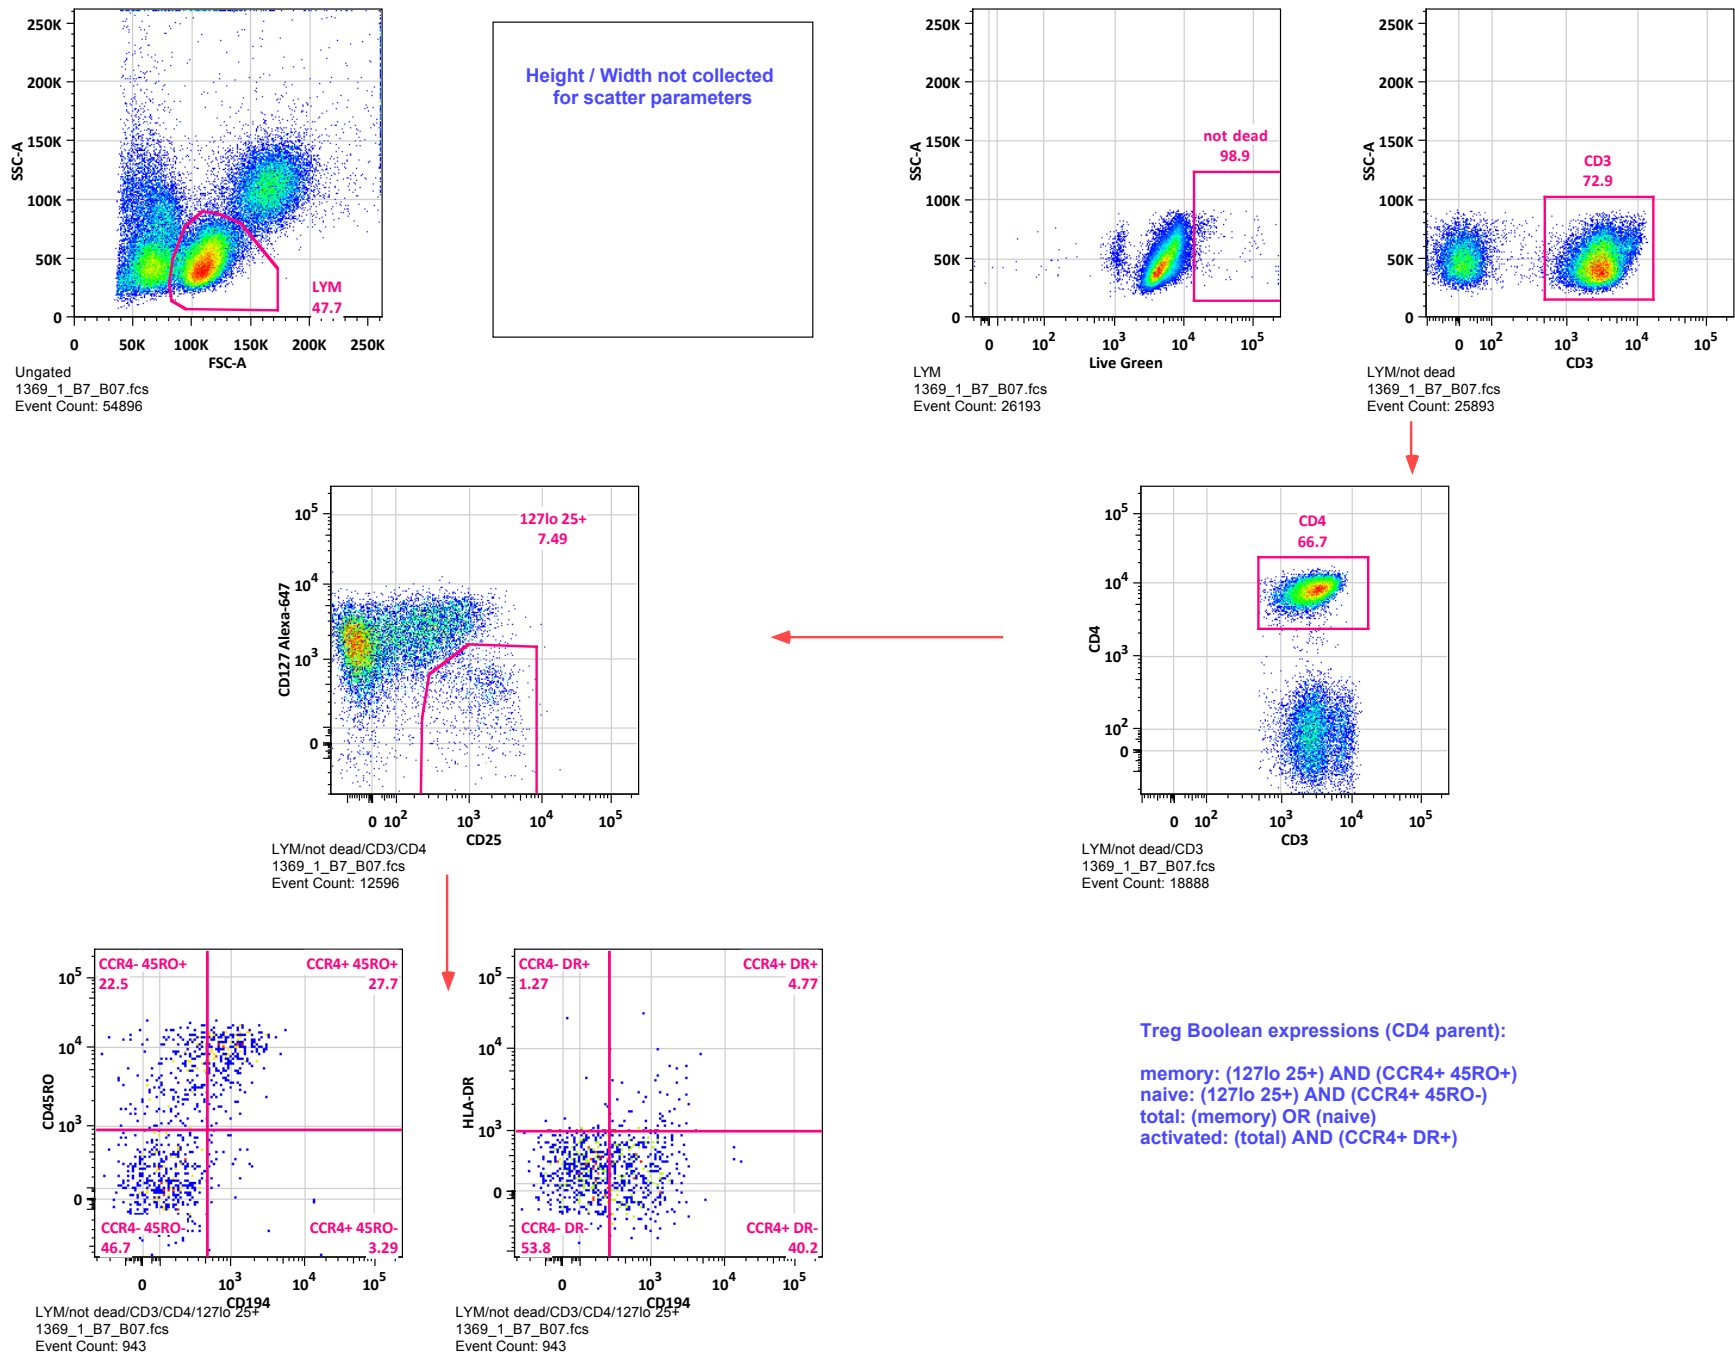 250K
200K
150K
100K
50K
0
SSC-A
LYM
47.7
0 50K 100K 150K 200K 250K
FSC-A
Ungated
1369_1_B7_B07.fcs
Event Count: 54896
Height / Width not collected
for scatter parameters
250K
200K
150K
100K
50K
0
SSC-A
not dead
98.9
0 10^2 10^3 10^4 10^5
Live Green
LYM
1369_1_B7_B07.fcs
Event Count: 26193
250K
200K
150K
100K
50K
0
SSC-A
CD3
72.9
0 10^2 10^3 10^4 10^5
CD3
LYM/not dead
1369_1_B7_B07.fcs
Event Count: 25893
10^5
10^4
10^3
0
CD127 Alexa-647
127lo 25+
7.49
0 10^2 10^3 10^4 10^5
CD25
LYM/not dead/CD3/CD4
1369_1_B7_B07.fcs
Event Count: 12596
10^5
10^4
10^3
10^2
0
CD4
CD4
66.7
0 10^2 10^3 10^4 10^5
CD3
LYM/not dead/CD3
1369_1_B7_B07.fcs
Event Count: 18888
10^5
10^4
10^3
0
CD45RO
CCR4- 45RO+
22.5
CCR4+ 45RO+
27.7
CCR4- 45RO-
46.7
CCR4+ 45RO-
3.29
0 10^3 10^4 10^5
CD194
LYM/not dead/CD3/CD4/127lo 25+
1369_1_B7_B07.fcs
Event Count: 943
10^5
10^4
10^3
0
HLA-DR
CCR4- DR+
1.27
CCR4+ DR+
4.77
CCR4- DR-
53.8
CCR4+ DR-
40.2
0 10^3 10^4 10^5
CD194
LYM/not dead/CD3/CD4/127lo 25+
1369_1_B7_B07.fcs
Event Count: 943
Treg Boolean expressions (CD4 parent):
memory: (127lo 25+) AND (CCR4+ 45RO+)
naive: (127lo 25+) AND (CCR4+ 45RO-)
total: (memory) OR (naive)
activated: (total) AND (CCR4+ DR+)